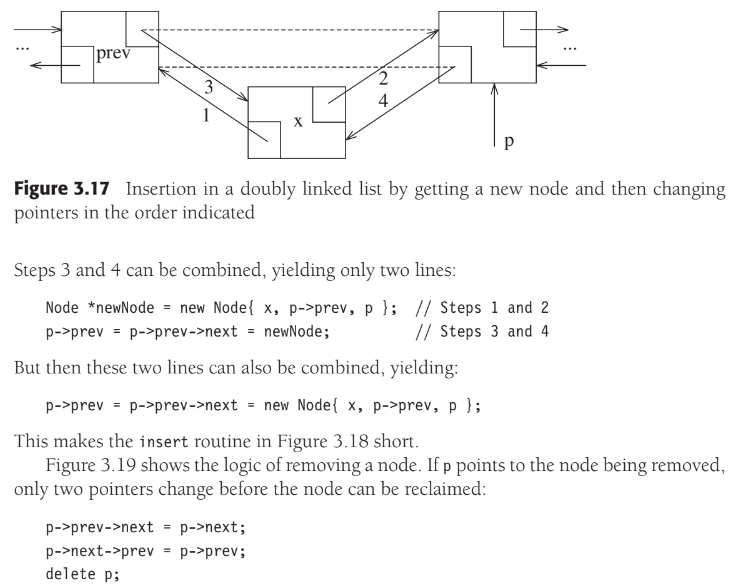 ...
prev
...
3
2
1
x
4
p
Figure 3.17 Insertion in a doubly linked list by getting a new node and then changing
pointers in the order indicated
Steps 3 and 4 can be combined, yielding only two lines:
Node *newNode = new Node{ x, p->prev, p }; // Steps 1 and 2
p->prev = p->prev->next = newNode; // Steps 3 and 4
But then these two lines can also be combined, yielding:
p->prev = p->prev->next = new Node{ x, p->prev, p };
This makes the insert routine in Figure 3.18 short.
Figure 3.19 shows the logic of removing a node. If p points to the node being removed,
only two pointers change before the node can be reclaimed:
p->prev->next = p->next;
p->next->prev = p->prev;
delete p;